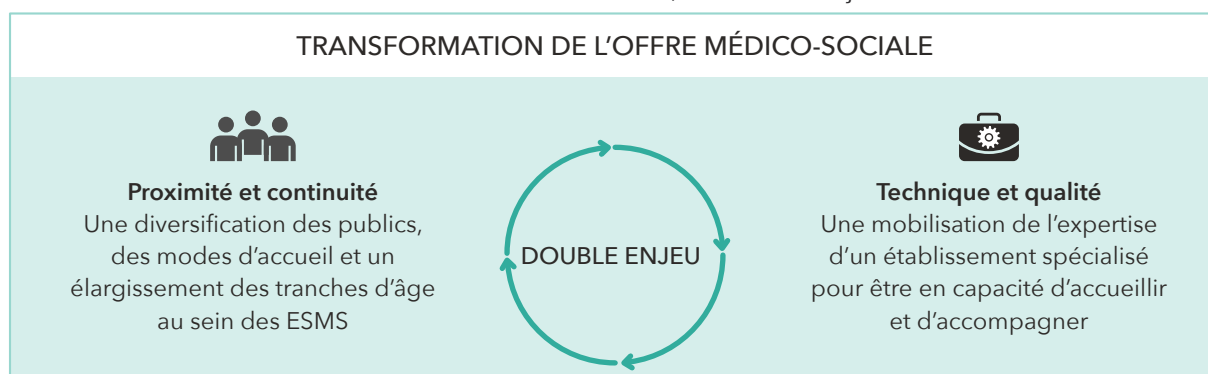 TRANSFORMATION DE L’OFFRE MÉDICO-SOCIALE
Proximité et continuité
Une diversification des publics,
des modes d’accueil et un
élargissement des tranches d’âge
au sein des ESMS
DOUBLE ENJEU
Technique et qualité
Une mobilisation de l’expertise
d’un établissement spécialisé
pour être en capacité d’accueillir
et d’accompagner